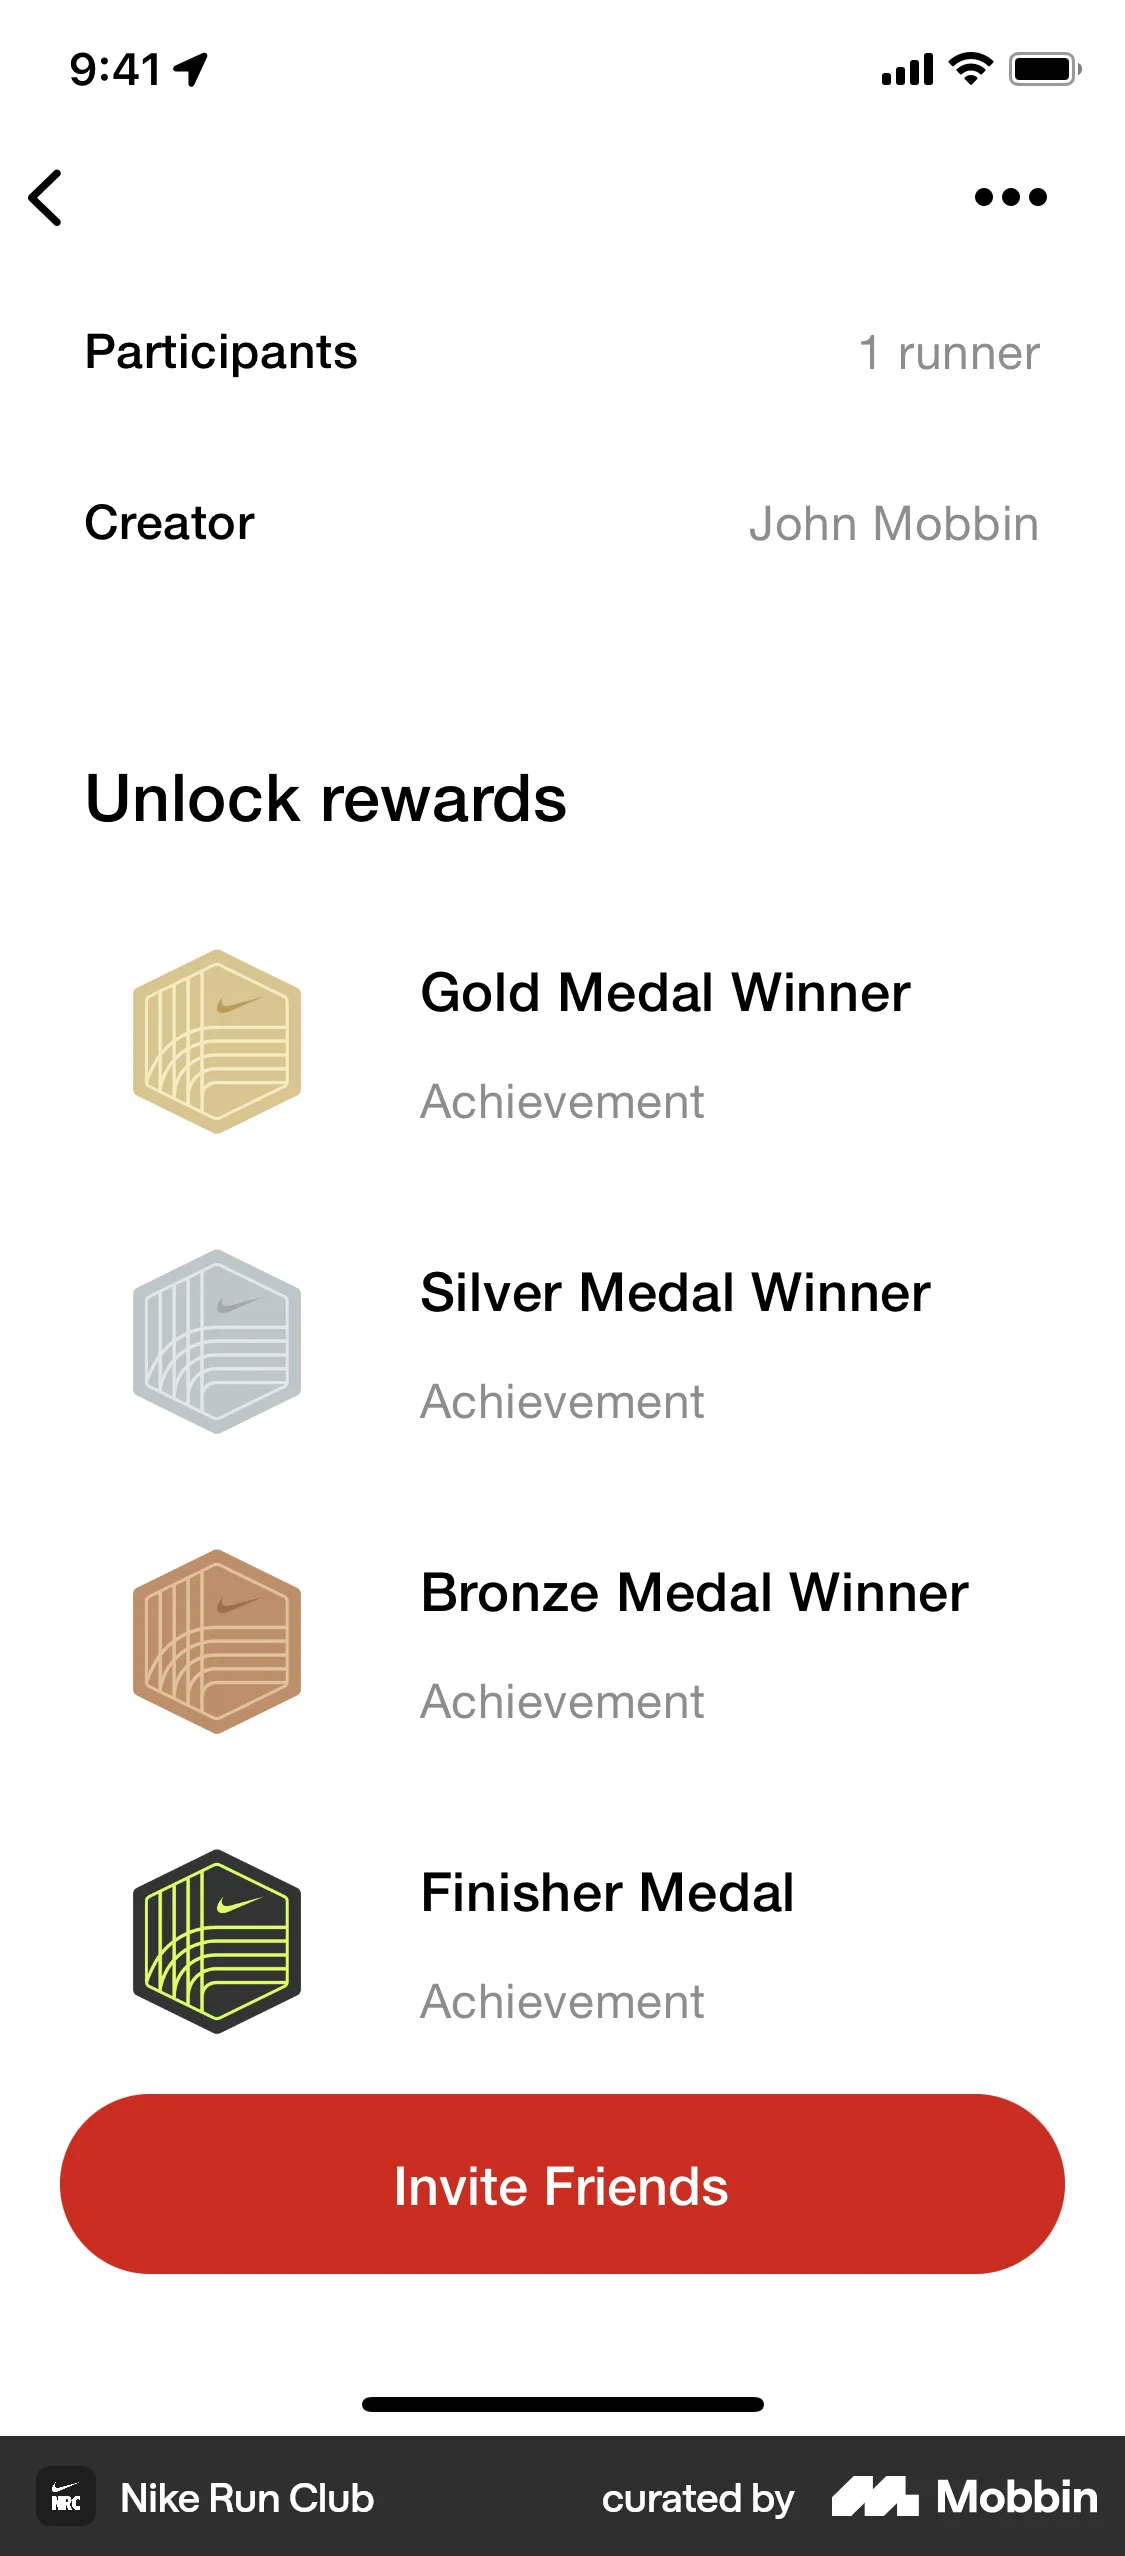 9:41
Participants 1 runner
Creator John Mobbin
Unlock rewards
Gold Medal Winner
Achievement
Silver Medal Winner
Achievement
Bronze Medal Winner
Achievement
Finisher Medal
Achievement
Invite Friends
NRC Nike Run Club curated by Mobbin